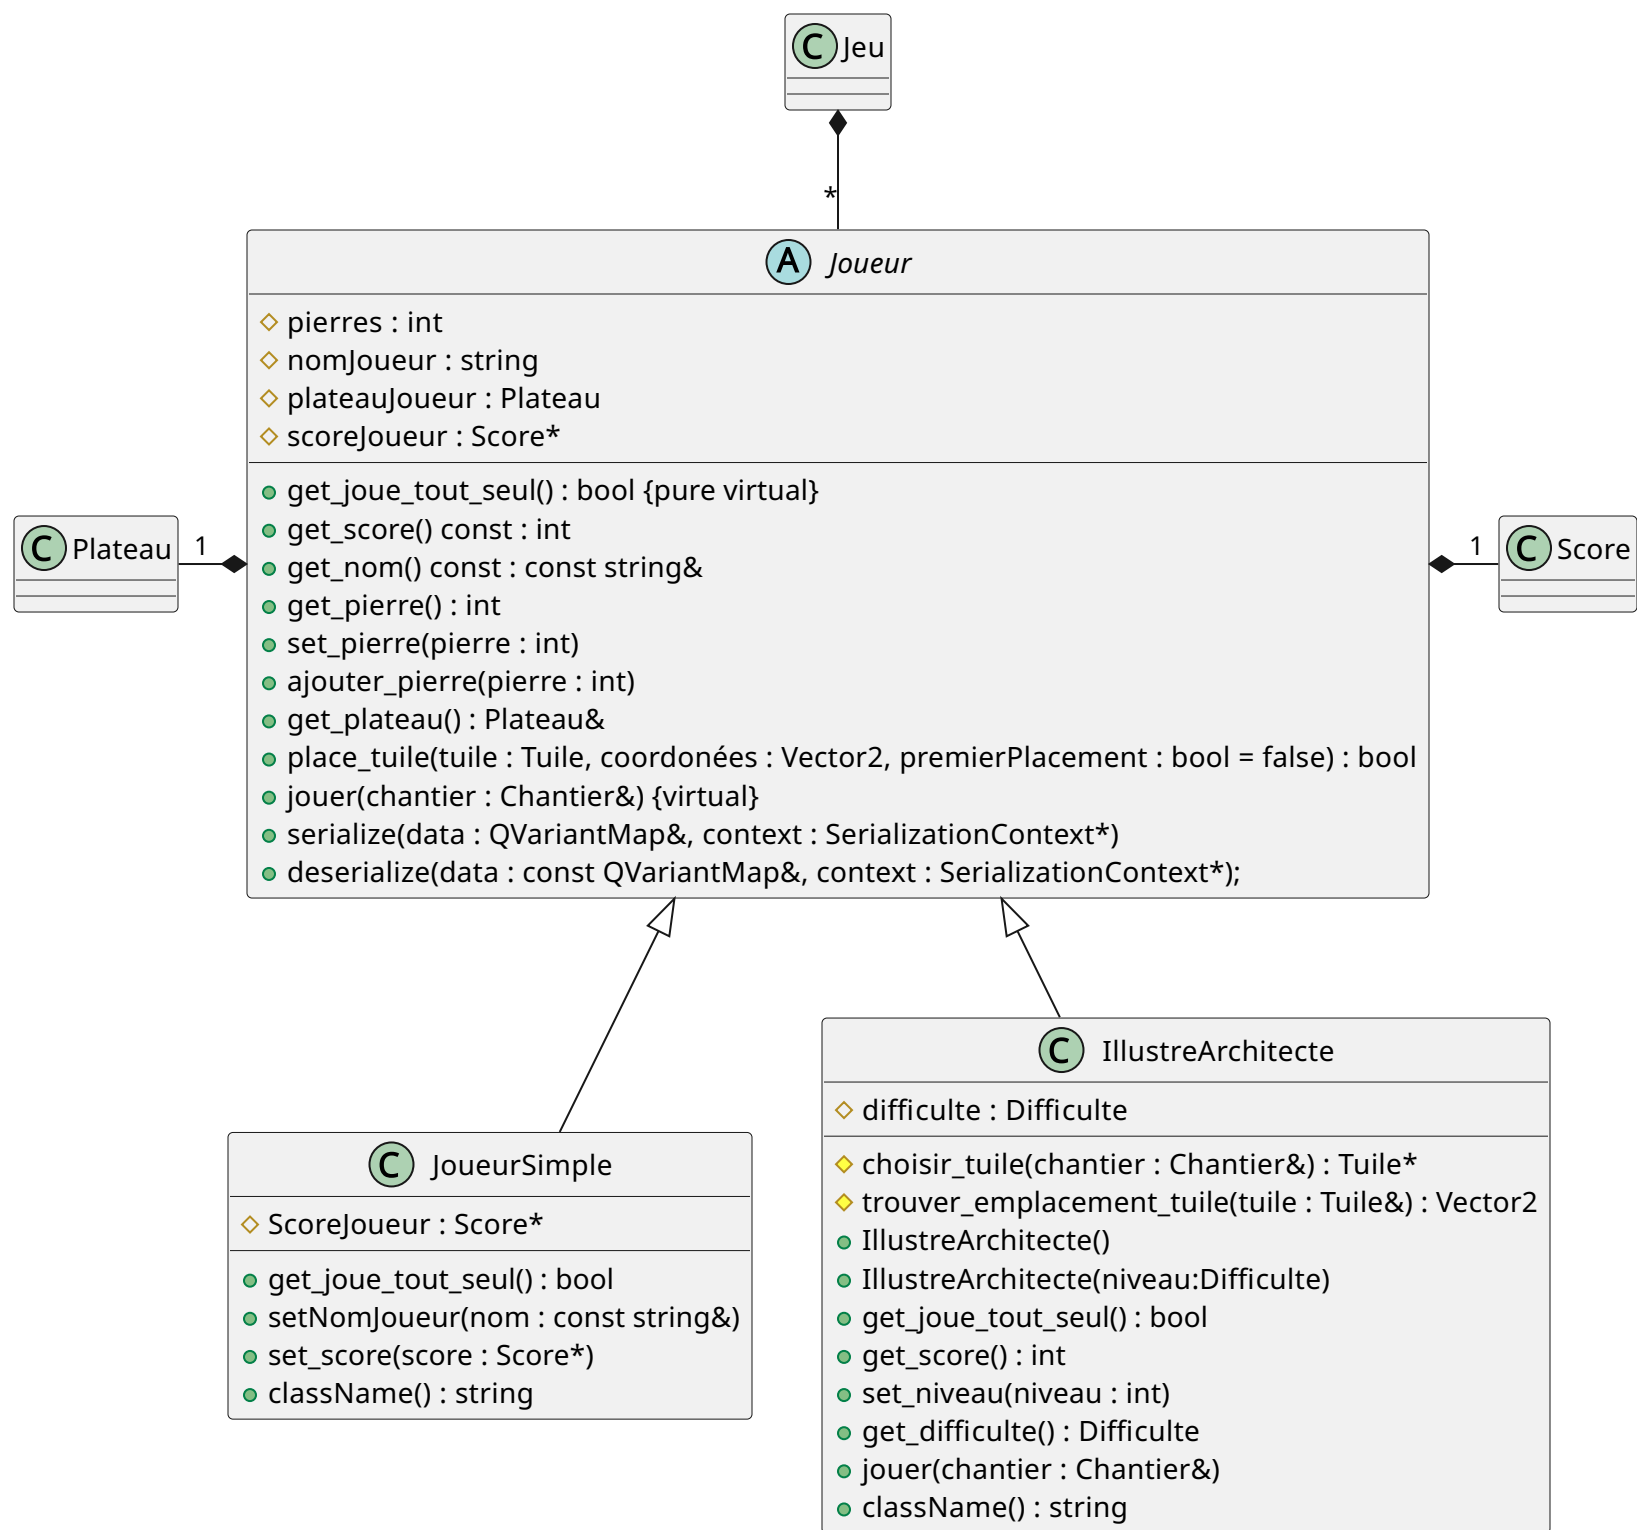 C Jeu
*
A Joueur
pierres : int
nomJoueur : string
plateauJoueur : Plateau
scoreJoueur : Score*
get_joue_tout_seul() : bool {pure virtual}
get_score() const : int
get_nom() const : const string&
get_pierre() : int
set_pierre(pierre : int)
ajouter_pierre(pierre : int)
get_plateau() : Plateau&
place_tuile(tuile : Tuile, coordonées : Vector2, premierPlacement : bool = false) : bool
jouer(chantier : Chantier&) {virtual}
serialize(data : QVariantMap&, context : SerializationContext*)
deserialize(data : const QVariantMap&, context : SerializationContext*);
C Plateau
1
1
C Score
C JoueurSimple
ScoreJoueur : Score*
get_joue_tout_seul() : bool
setNomJoueur(nom : const string&)
set_score(score : Score*)
className() : string
C IllustreArchitecte
difficulte : Difficulte
choisir_tuile(chantier : Chantier&) : Tuile*
trouver_emplacement_tuile(tuile : Tuile&) : Vector2
IllustreArchitecte()
IllustreArchitecte(niveau:Difficulte)
get_joue_tout_seul() : bool
get_score() : int
set_niveau(niveau : int)
get_difficulte() : Difficulte
jouer(chantier : Chantier&)
className() : string